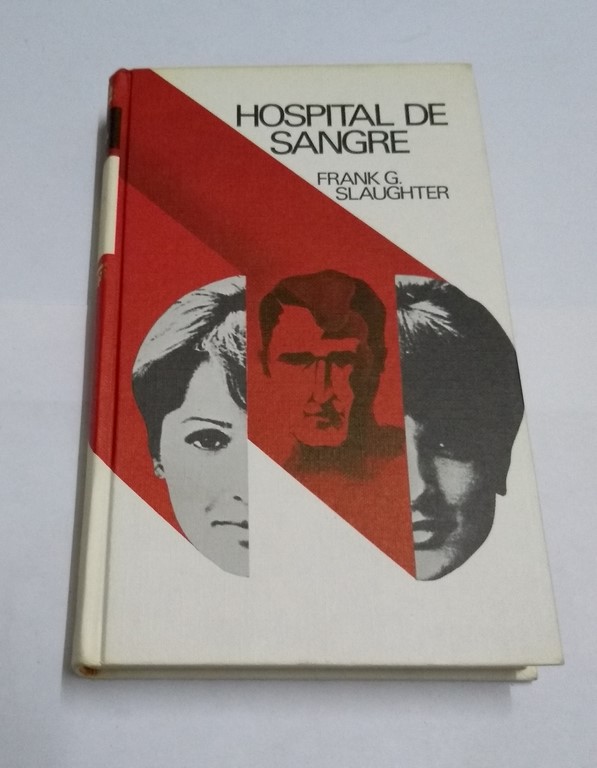 HOSPITAL DE
SANGRE
FRANK G.
SLAUGHTER